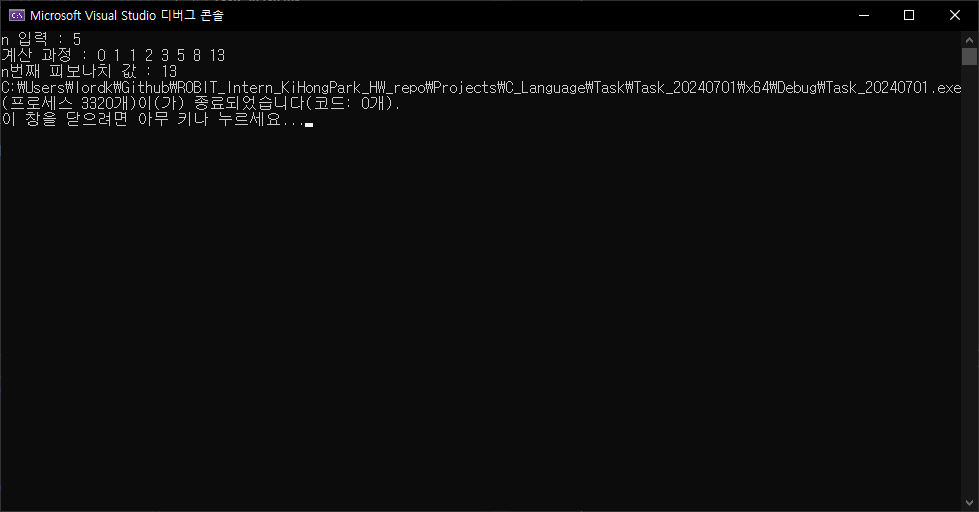 Microsoft Visual Studio 디버그 콘솔
n 입력 : 5
계산 과정 : 0 1 1 2 3 5 8 13
n번째 피보나치 값 : 13
C:₩Users₩lordk₩Github₩ROBIT_Intern_KiHongPark_HW_repo₩Projects₩C_Language₩Task₩Task_20240701₩x64₩Debug₩Task_20240701.exe
(프로세스 3320개)이(가) 종료되었습니다(코드: 0개).
이 창을 닫으려면 아무 키나 누르세요...